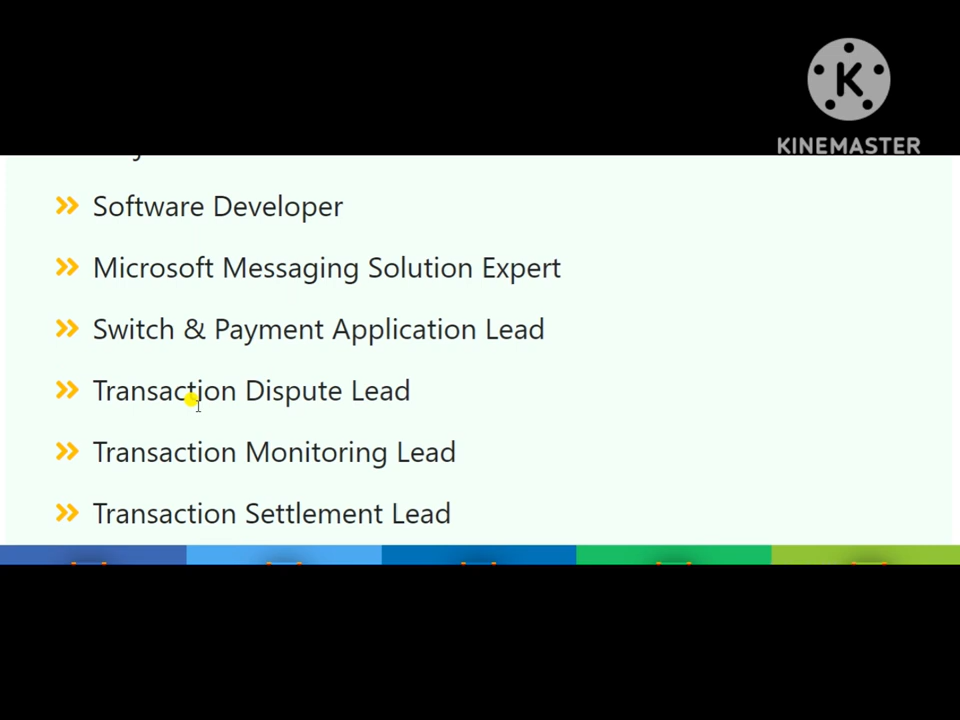 K
KINEMASTER
Software Developer
Microsoft Messaging Solution Expert
Switch & Payment Application Lead
Transaction Dispute Lead
Transaction Monitoring Lead
Transaction Settlement Lead